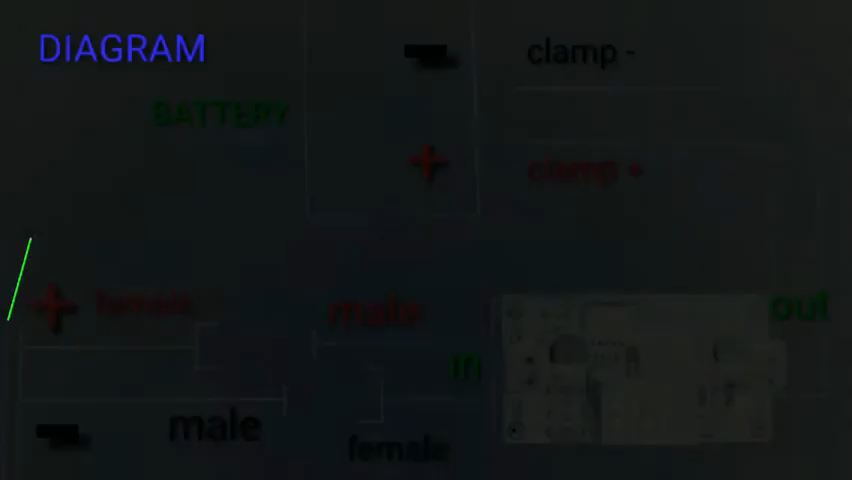 DIAGRAM
clamp -
BATTERY
clamp +
female
male
out
in
male
female